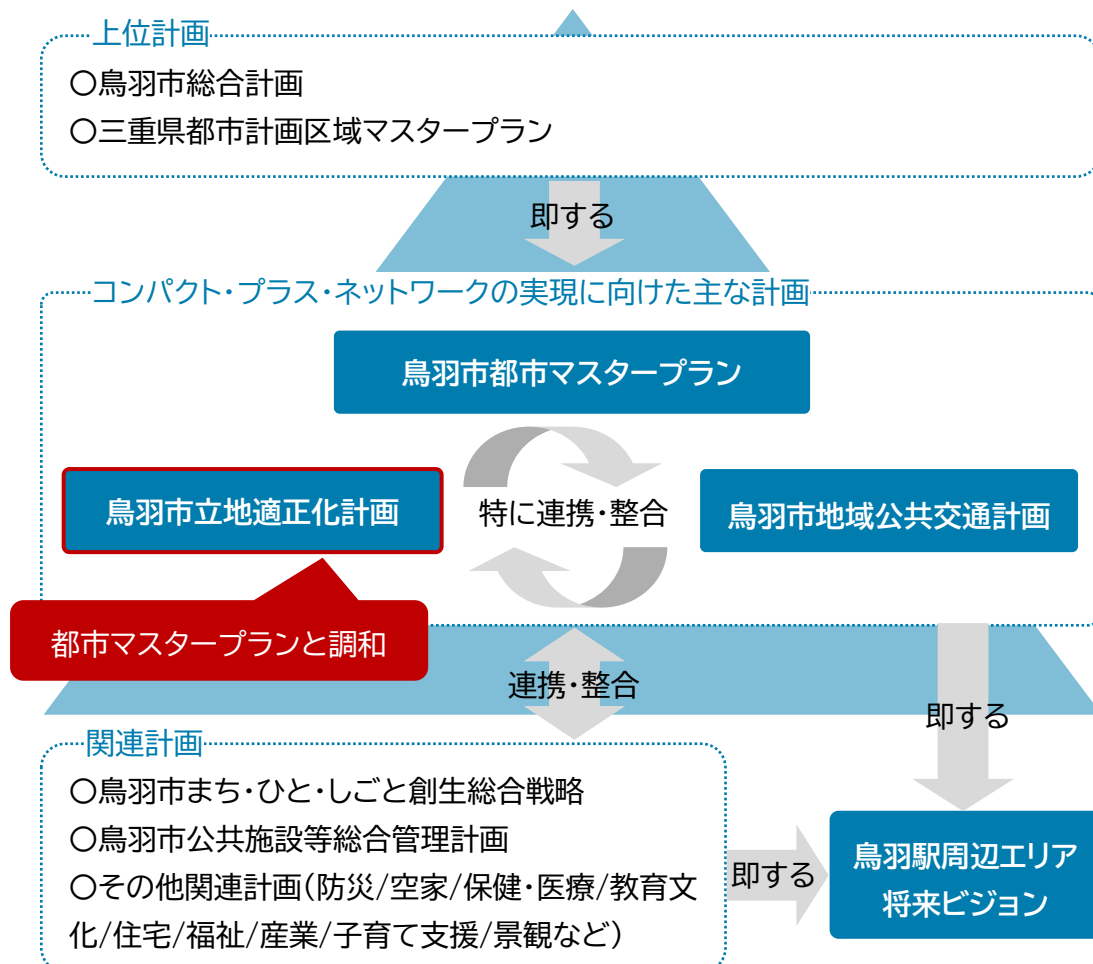 上位計画
○鳥羽市総合計画
○三重県都市計画区域マスタープラン
即する
コンパクト・プラス・ネットワークの実現に向けた主な計画
鳥羽市都市マスタープラン
鳥羽市立地適正化計画
特に連携・整合
鳥羽市地域公共交通計画
都市マスタープランと調和
連携・整合
即する
関連計画
○鳥羽市まち・ひと・しごと創生総合戦略
○鳥羽市公共施設等総合管理計画
○その他関連計画(防災/空家/保健・医療/教育文
化/住宅/福祉/産業/子育て支援/景観など)
即する
鳥羽駅周辺エリア
将来ビジョン